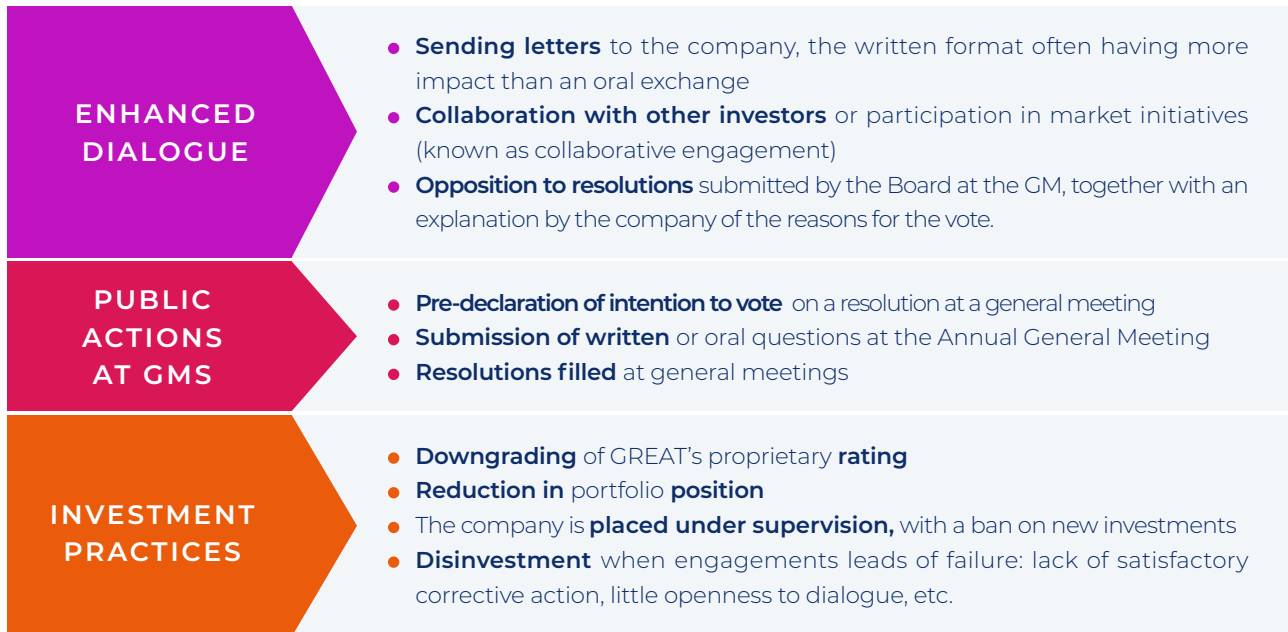 ENHANCED
DIALOGUE
Sending letters to the company, the written format often having more
impact than an oral exchange
Collaboration with other investors or participation in market initiatives
(known as collaborative engagement)
Opposition to resolutions submitted by the Board at the GM, together with an
explanation by the company of the reasons for the vote.
PUBLIC
ACTIONS
AT GMS
Pre-declaration of intention to vote on a resolution at a general meeting
Submission of written or oral questions at the Annual General Meeting
Resolutions filled at general meetings
INVESTMENT
PRACTICES
Downgrading of GREAT’s proprietary rating
Reduction in portfolio position
The company is placed under supervision, with a ban on new investments
Disinvestment when engagements leads of failure: lack of satisfactory
corrective action, little openness to dialogue, etc.